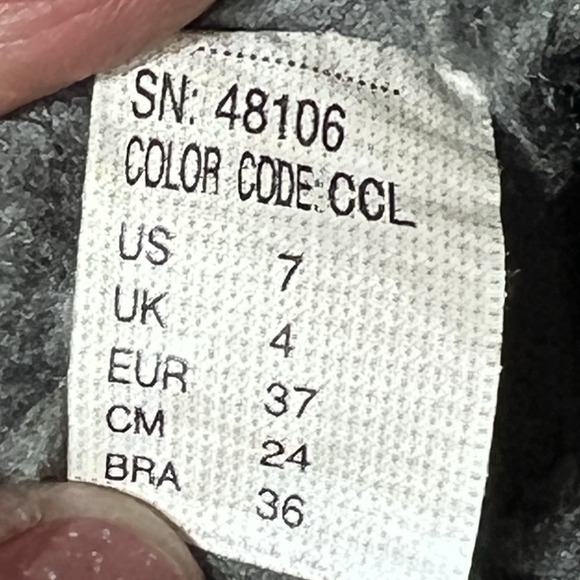 SN: 48106
COLOR CODE: CCL
US 7
UK 4
EUR 37
CM 24
BRA 36